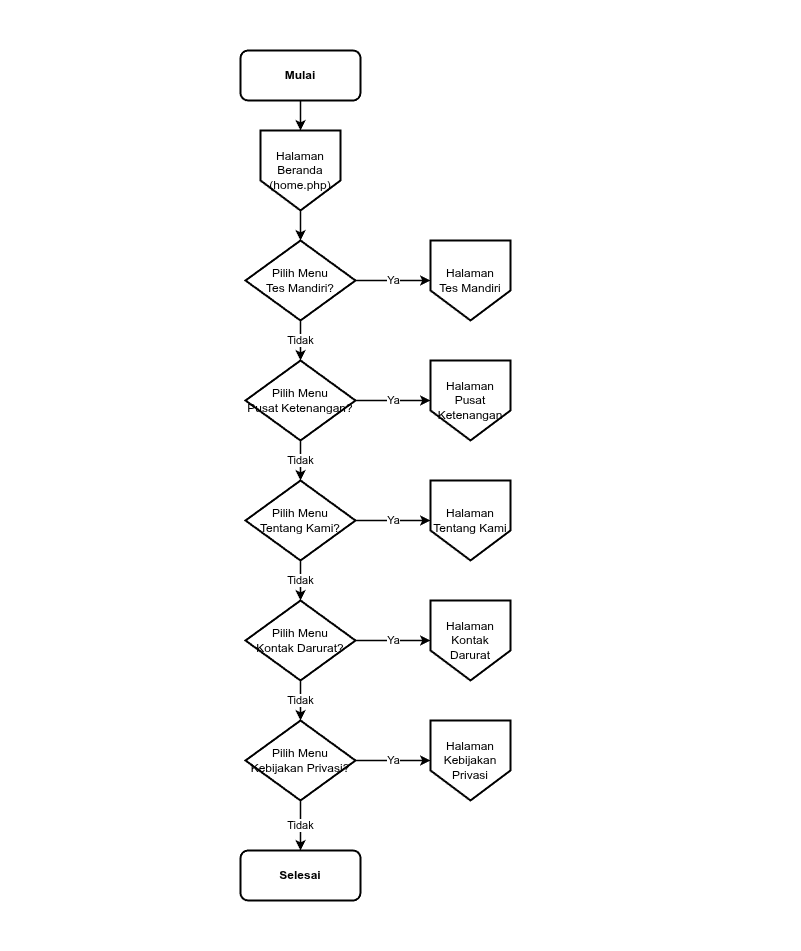 Mulai
Halaman
Beranda
(home.php)
Pilih Menu
Tes Mandiri?
Ya
Halaman
Tes Mandiri
Tidak
Pilih Menu
Pusat Ketenangan?
Ya
Halaman
Pusat
Ketenangan
Tidak
Pilih Menu
Tentang Kami?
Ya
Halaman
Tentang Kami
Tidak
Pilih Menu
Kontak Darurat?
Ya
Halaman
Kontak
Darurat
Tidak
Pilih Menu
Kebijakan Privasi?
Ya
Halaman
Kebijakan
Privasi
Tidak
Selesai